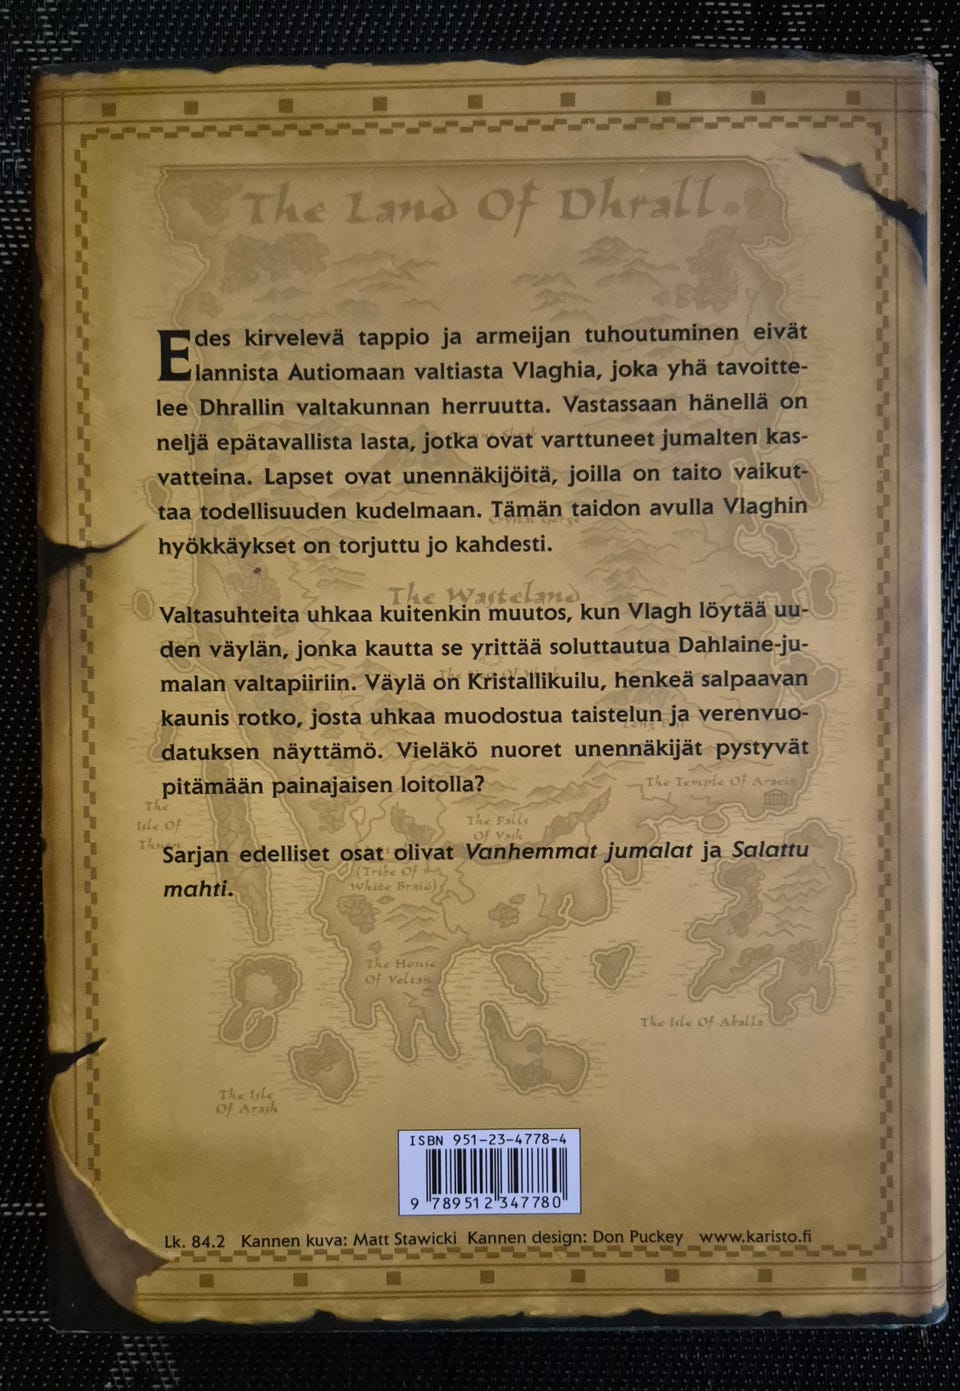 The Land Of Dhrall
Edes kirvelevä tappio ja armeijan tuhoutuminen eivät
lannista Autiomaan valtiasta Vlaghia, joka yhä tavoitte-
lee Dhrallin valtakunnan herruutta. Vastassaan hänellä on
neljä epätavallista lasta, jotka ovat varttuneet jumalten kas-
vatteina. Lapset ovat unennäkijöitä, joilla on taito vaikut-
taa todellisuuden kudelmaan. Tämän taidon avulla Vlaghin
hyökkäykset on torjuttu jo kahdesti.
The Wasteland
Valtasuhteita uhkaa kuitenkin muutos, kun Vlagh löytää uu-
den väylän, jonka kautta se yrittää soluttautua Dahlaine-ju-
malan valtapiiriin. Väylä on Kristallikuilu, henkeä salpaavan
kaunis rotko, josta uhkaa muodostua taistelun ja verenvuo-
datuksen näyttämö. Vieläkö nuoret unennäkijät pystyvät
pitämään painajaisen loitolla?
The Temple Of Aracia
The
Isle Of
The Falls
Of Vash
Sarjan edelliset osat olivat Vanhemmat jumalat ja Salattu
mahti.
(Tribe Of
White Braid)
The House
Of Veltan
The Isle Of Akalla
The Isle
Of Arash
ISBN 951-23-4778-4
9 789512 347780
Lk. 84.2 Kannen kuva: Matt Stawicki Kannen design: Don Puckey www.karisto.fi